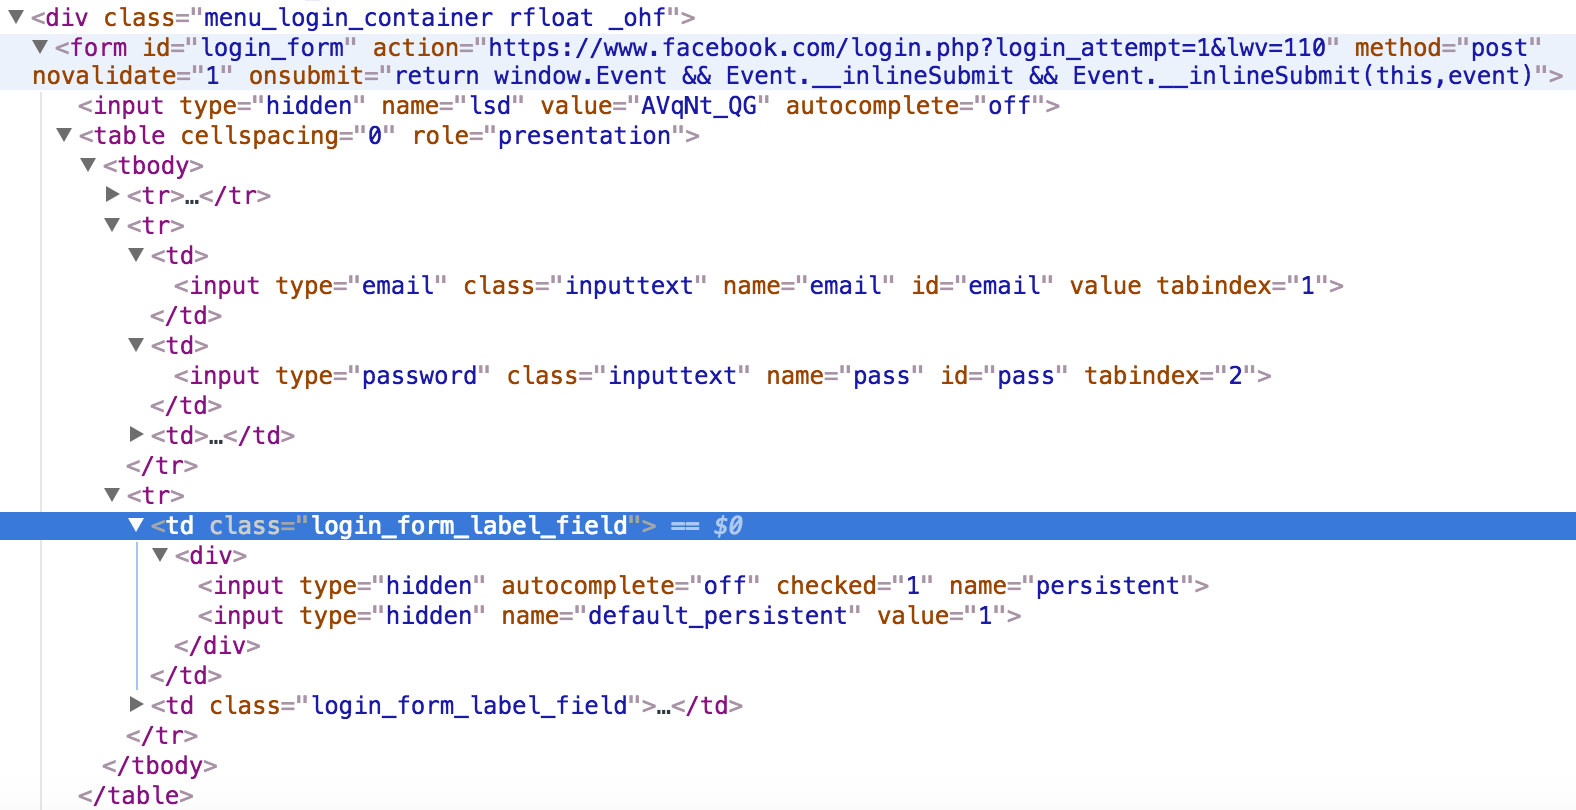 ▼<div class="menu_login_container rfloat _ohf">
▼<form id="login_form" action="https://www.facebook.com/login.php?login_attempt=1&lwv=110" method="post"
novalidate="1" onsubmit="return window.Event && Event.__inlineSubmit && Event.__inlineSubmit(this,event)">
<input type="hidden" name="lsd" value="AVqNt_QG" autocomplete="off">
▼<table cellspacing="0" role="presentation">
▼<tbody>
▶<tr>…</tr>
▼<tr>
▼<td>
<input type="email" class="inputtext" name="email" id="email" value tabindex="1">
</td>
▼<td>
<input type="password" class="inputtext" name="pass" id="pass" tabindex="2">
</td>
▶<td>…</td>
</tr>
▼<tr>
▼<td class="login_form_label_field"> == $0
▼<div>
<input type="hidden" autocomplete="off" checked="1" name="persistent">
<input type="hidden" name="default_persistent" value="1">
</div>
</td>
▶<td class="login_form_label_field">…</td>
</tr>
</tbody>
</table>